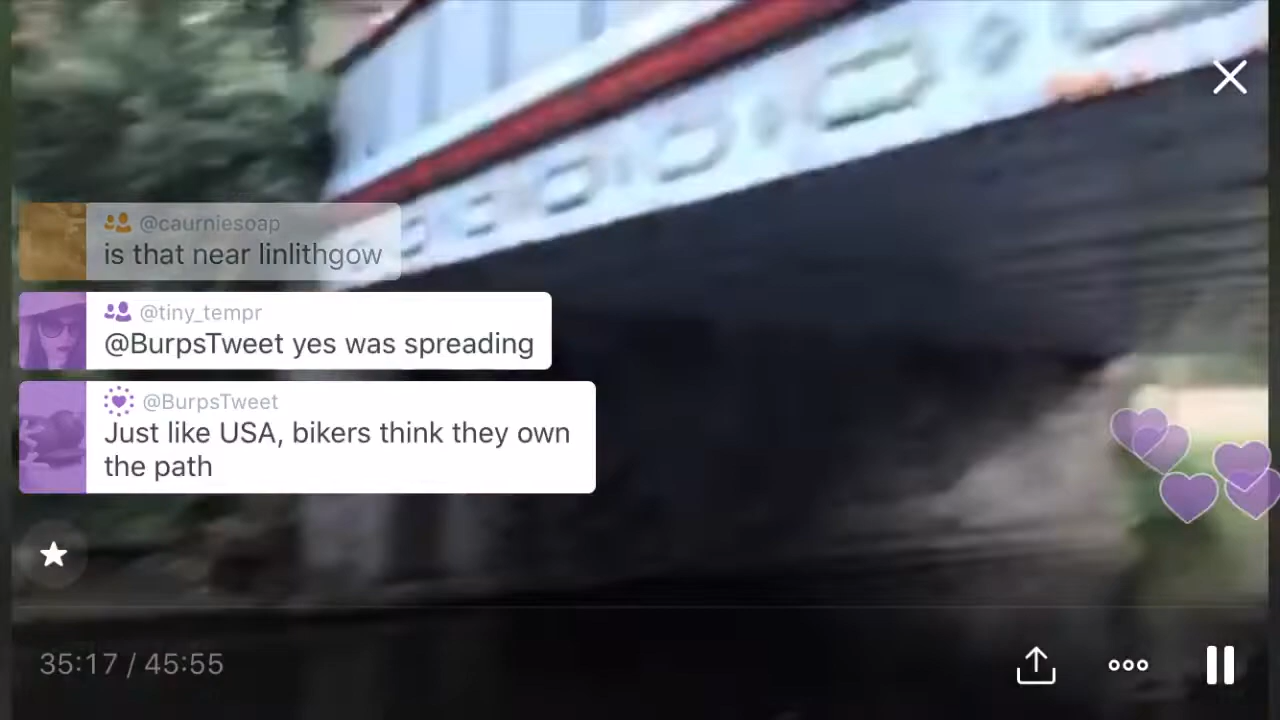 @caurniesoap
is that near linlithgow
@tiny_tempr
@BurpsTweet yes was spreading
@BurpsTweet
Just like USA, bikers think they own
the path
35:17 / 45:55